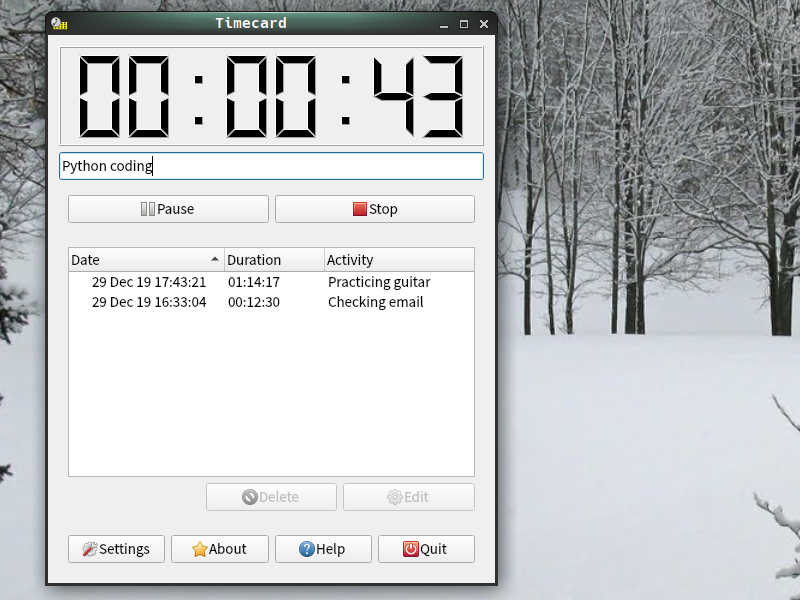 Timecard
00:00:43
Python coding
Pause Stop
Date Duration Activity
29 Dec 19 17:43:21 01:14:17 Practicing guitar
29 Dec 19 16:33:04 00:12:30 Checking email
Delete Edit
Settings About Help Quit